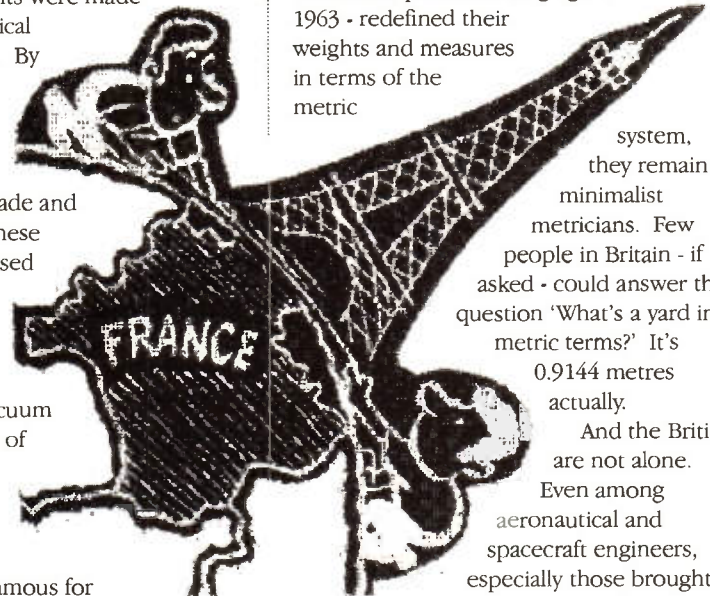 were made
ical
By
ade and
nese
sed
cuum
of
amous for
FRANCE
1963 - redefined their
weights and measures
in terms of the
metric
system,
they remain
minimalist
metricians. Few
people in Britain - if
asked - could answer th
question 'What's a yard in
metric terms?' It's
0.9144 metres
actually.
And the Briti
are not alone.
Even among
aeronautical and
spacecraft engineers,
especially those brought